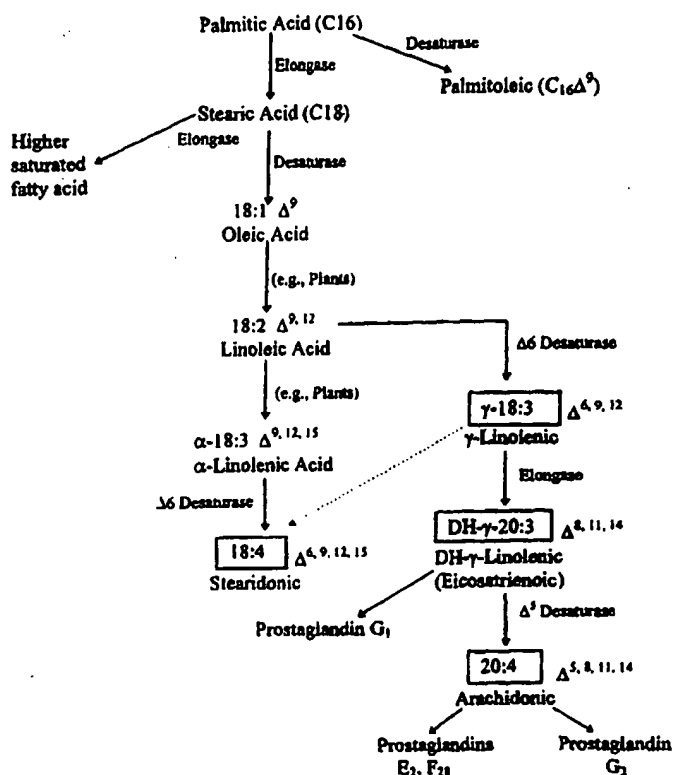 Palmitic Acid (C16)
Desaturase
Elongase
Palmitoleic (C₁₆Δ⁹)
Stearic Acid (C18)
Elongase
Higher
saturated
fatty acid
Desaturase
18:1 Δ⁹
Oleic Acid
(e.g., Plants)
18:2 Δ⁹, ¹²
Linoleic Acid
Δ6 Desaturase
(e.g., Plants)
γ-18:3 Δ⁶, ⁹, ¹²
γ-Linolenic
α-18:3 Δ⁹, ¹², ¹⁵
α-Linolenic Acid
Elongase
Δ6 Desaturase
DH-γ-20:3 Δ⁸, ¹¹, ¹⁴
DH-γ-Linolenic
(Eicosatrienoic)
18:4 Δ⁶, ⁹, ¹², ¹⁵
Stearidonic
Δ⁵ Desaturase
Prostaglandin G₁
20:4 Δ⁵, ⁸, ¹¹, ¹⁴
Arachidonic
Prostaglandins
E₂,
Prostaglandin